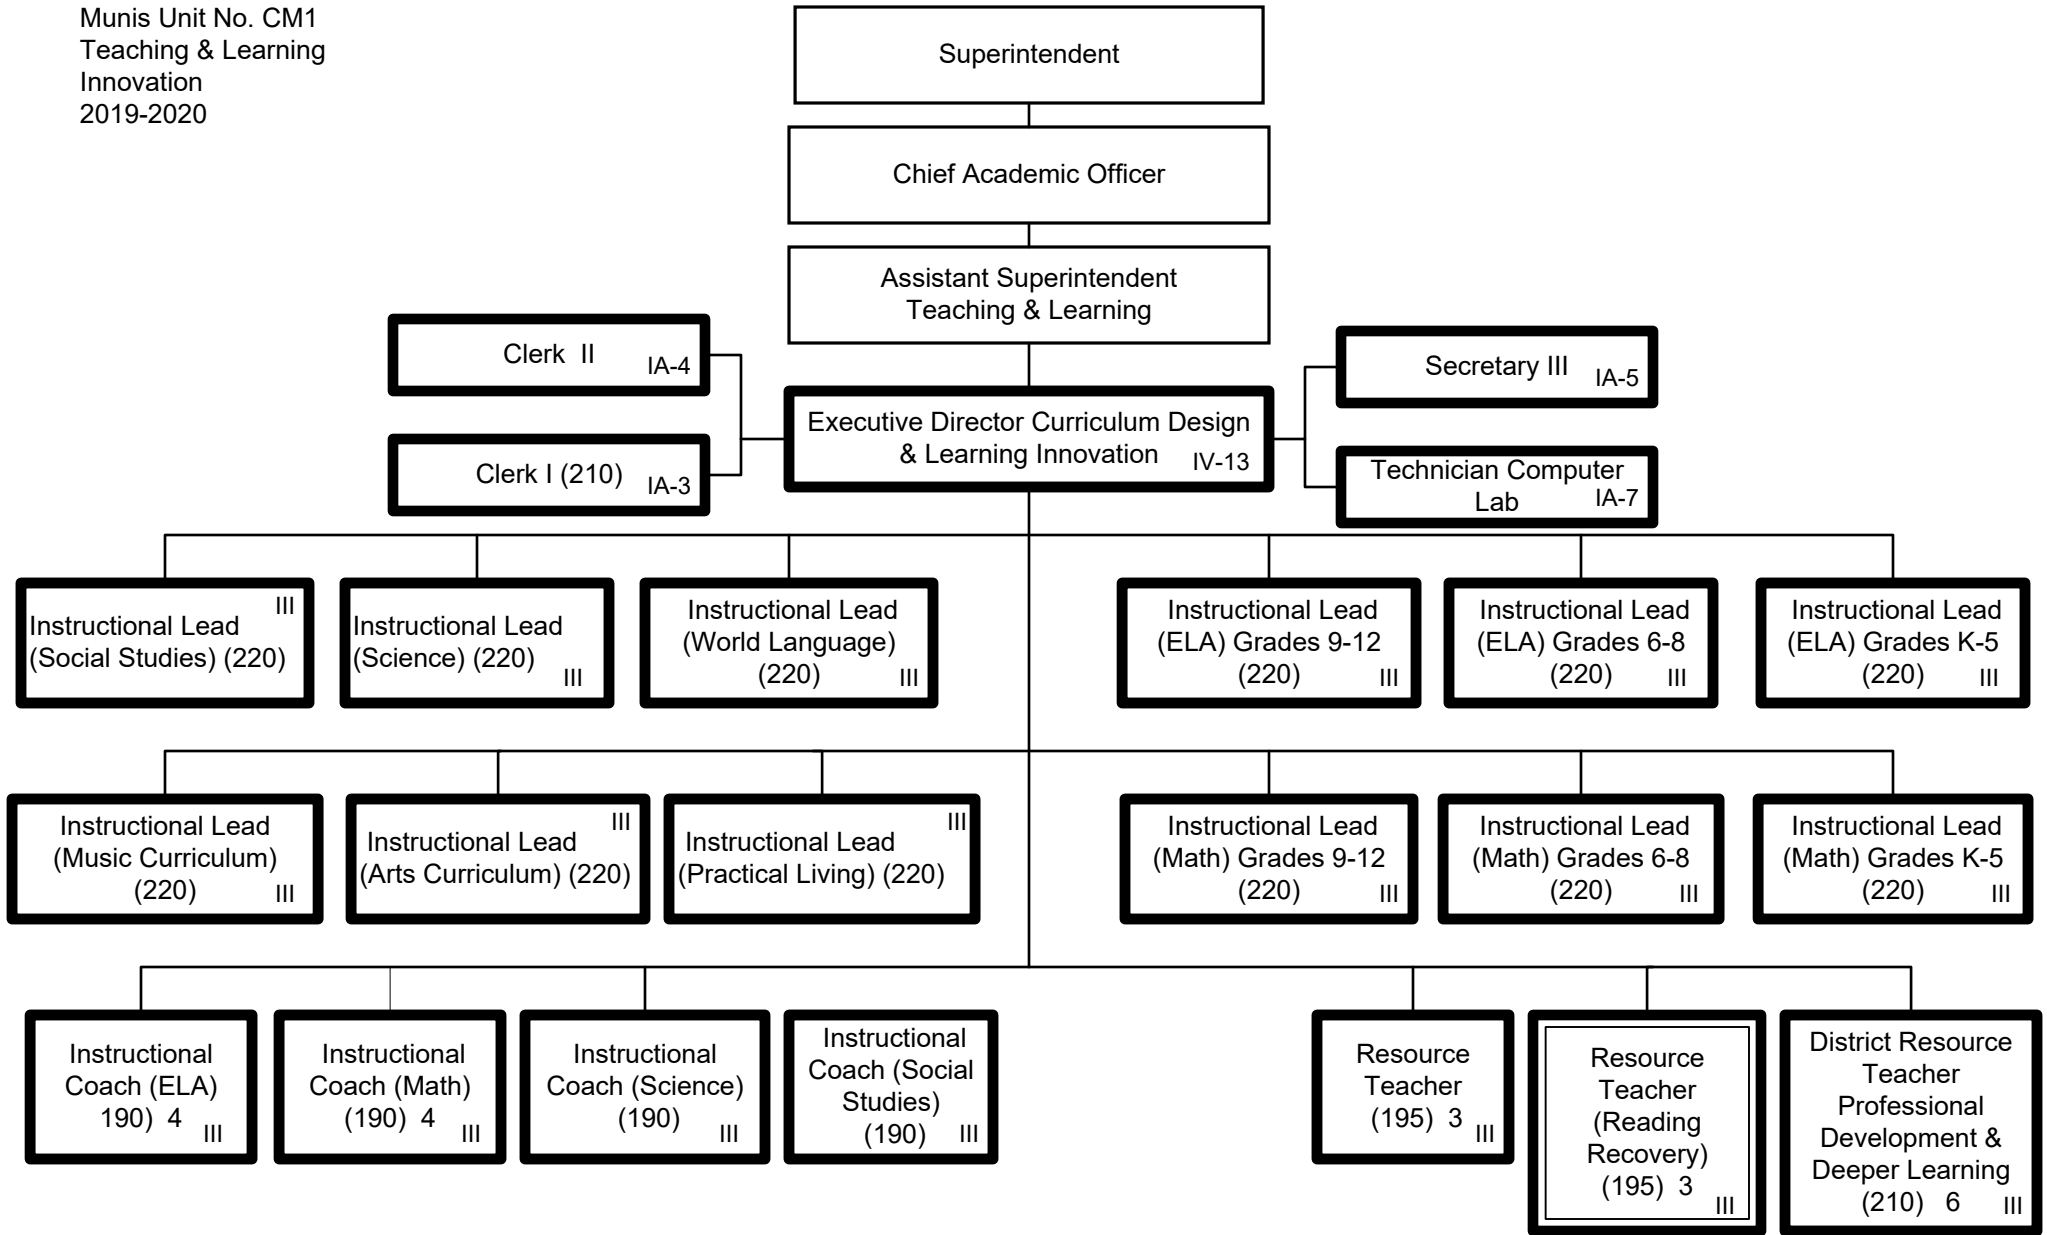 Munis Unit No. CM1
Teaching & Learning
Innovation
2019-2020
Superintendent
Chief Academic Officer
Assistant Superintendent
Teaching & Learning
Clerk  II
IA-4
Clerk I (210)
IA-3
Executive Director Curriculum Design
& Learning Innovation
IV-13
Secretary III
IA-5
Technician Computer
Lab
IA-7
III
Instructional Lead
(Social Studies) (220)
Instructional Lead
(Science) (220)
III
Instructional Lead
(World Language)
(220)
III
Instructional Lead
(ELA) Grades 9-12
(220)
III
Instructional Lead
(ELA) Grades 6-8
(220)
III
Instructional Lead
(ELA) Grades K-5
(220)
III
Instructional Lead
(Music Curriculum)
(220)
III
III
Instructional Lead
(Arts Curriculum) (220)
III
Instructional Lead
(Practical Living) (220)
Instructional Lead
(Math) Grades 9-12
(220)
III
Instructional Lead
(Math) Grades 6-8
(220)
III
Instructional Lead
(Math) Grades K-5
(220)
III
Instructional
Coach (ELA)
190)  4
III
Instructional
Coach (Math)
(190)  4
III
Instructional
Coach (Science)
(190)
III
Instructional
Coach (Social
Studies)
(190)
III
Resource
Teacher
(195)  3
III
Resource
Teacher
(Reading
Recovery)
(195)  3
III
District Resource
Teacher
Professional
Development &
Deeper Learning
(210)   6
III